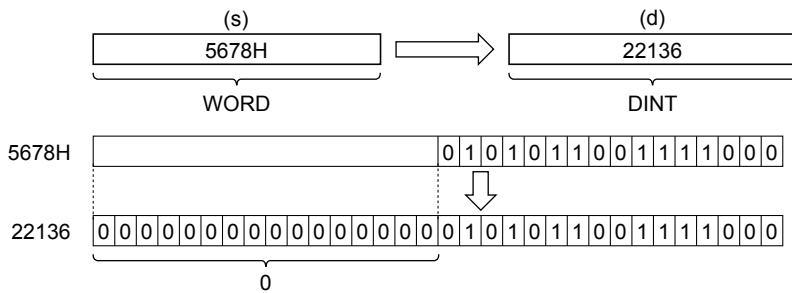 (s) (d)
5678H 22136
WORD DINT
5678H 0 1 0 1 0 1 1 0 0 1 1 1 1 0 0 0
22136 0 0 0 0 0 0 0 0 0 0 0 0 0 0 0 0 0 1 0 1 0 1 1 0 0 1 1 1 1 0 0 0
0